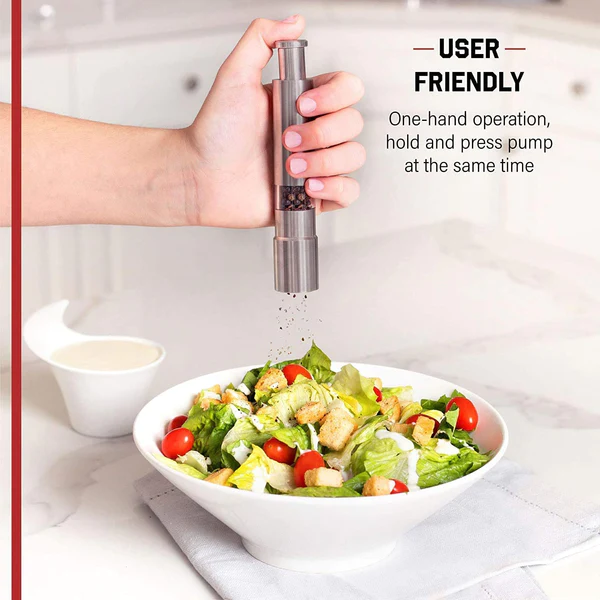 USER
FRIENDLY
One-hand operation,
hold and press pump
at the same time